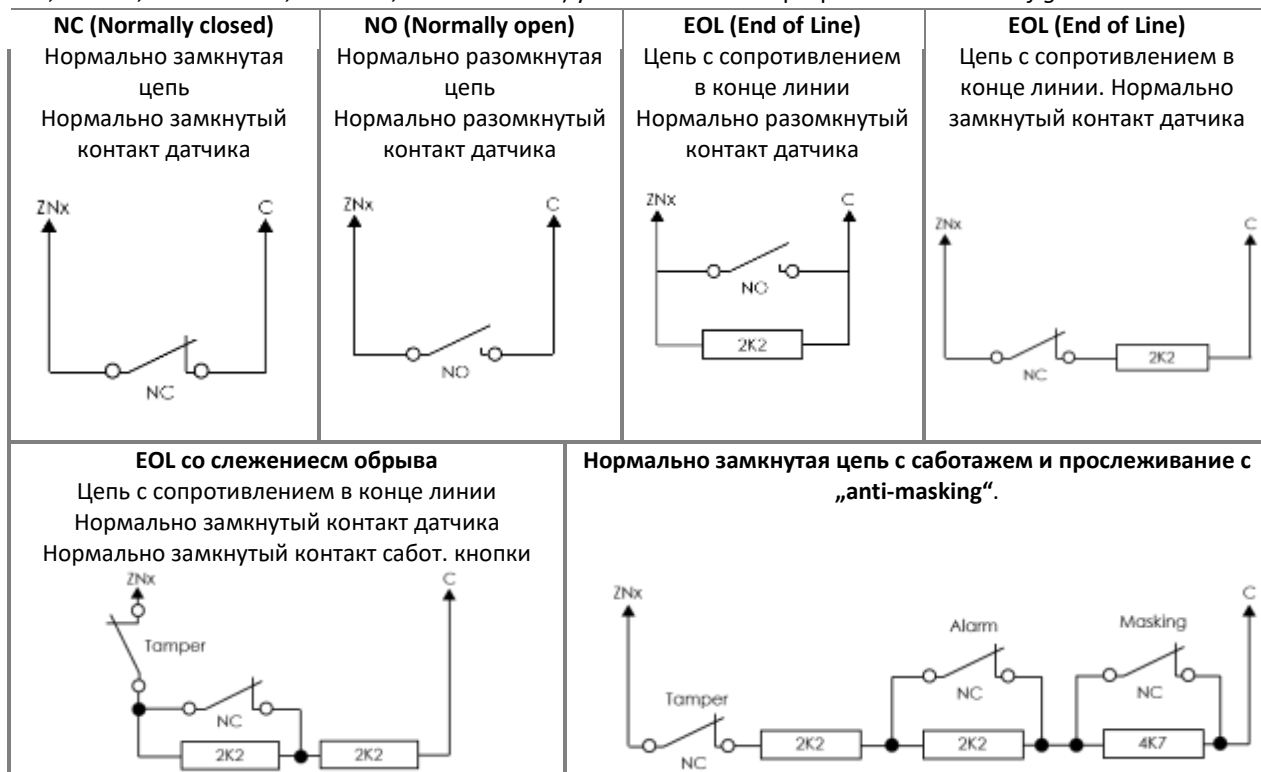 NC (Normally closed)
Нормально замкнутая
цепь
Нормально замкнутый
контакт датчика
ZNx
C
NC
NO (Normally open)
Нормально разомкнутая
цепь
Нормально разомкнутый
контакт датчика
ZNx
C
NO
EOL (End of Line)
Цепь с сопротивлением
в конце линии
Нормально разомкнутый
контакт датчика
ZNx
C
NO
2K2
EOL (End of Line)
Цепь с сопротивлением в
конце линии. Нормально
замкнутый контакт датчика
ZNx
C
NC
2K2
EOL со слежениесм обрыва
Цепь с сопротивлением в конце линии
Нормально замкнутый контакт датчика
Нормально замкнутый контакт сабот. кнопки
ZNx
C
Tamper
NC
2K2
2K2
Нормально замкнутая цепь с саботажем и прослеживание с
„anti-masking“.
ZNx
C
Alarm
Masking
NC
NC
Tamper
2K2
2K2
4K7
NC